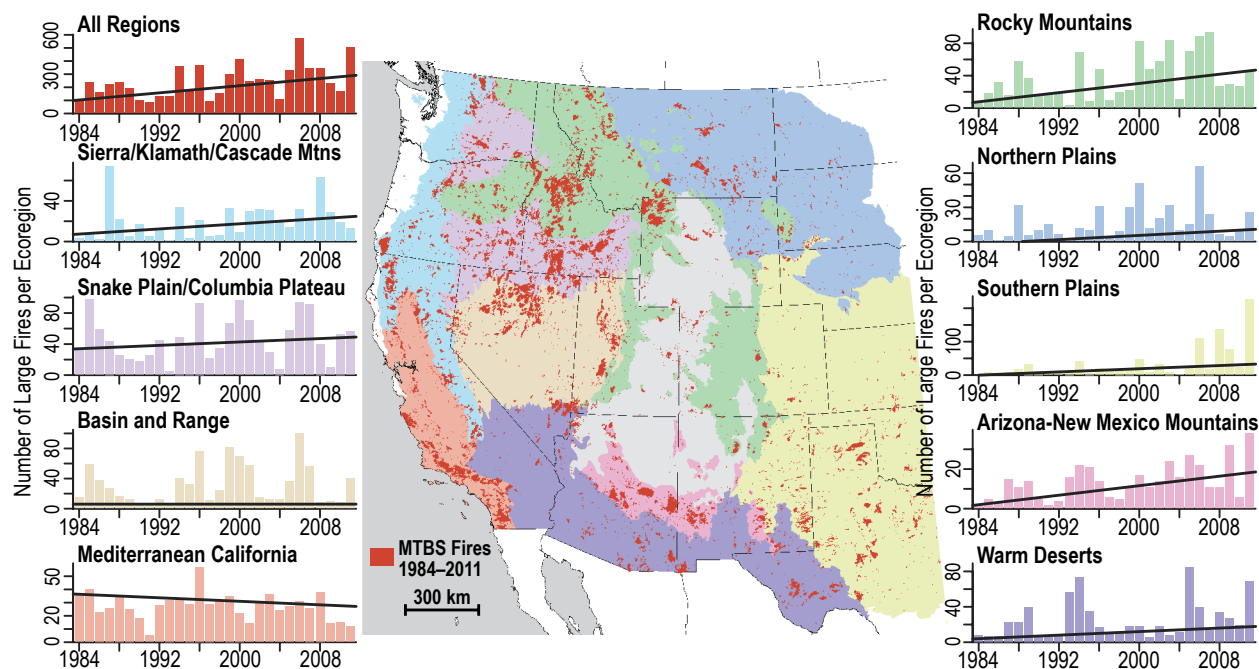 All Regions
600
300
0
1984 1992 2000 2008
Sierra/Klamath/Cascade Mtns
40
0
1984 1992 2000 2008
Snake Plain/Columbia Plateau
80
40
0
1984 1992 2000 2008
Basin and Range
80
40
0
1984 1992 2000 2008
Mediterranean California
50
20
0
1984 1992 2000 2008
Number of Large Fires per Ecoregion
MTBS Fires
1984–2011
300 km
Number of Large Fires per Ecoregion
Rocky Mountains
80
40
0
1984 1992 2000 2008
Northern Plains
60
30
0
1984 1992 2000 2008
Southern Plains
100
0
1984 1992 2000 2008
Arizona-New Mexico Mountains
20
0
1984 1992 2000 2008
Warm Deserts
80
40
0
1984 1992 2000 2008